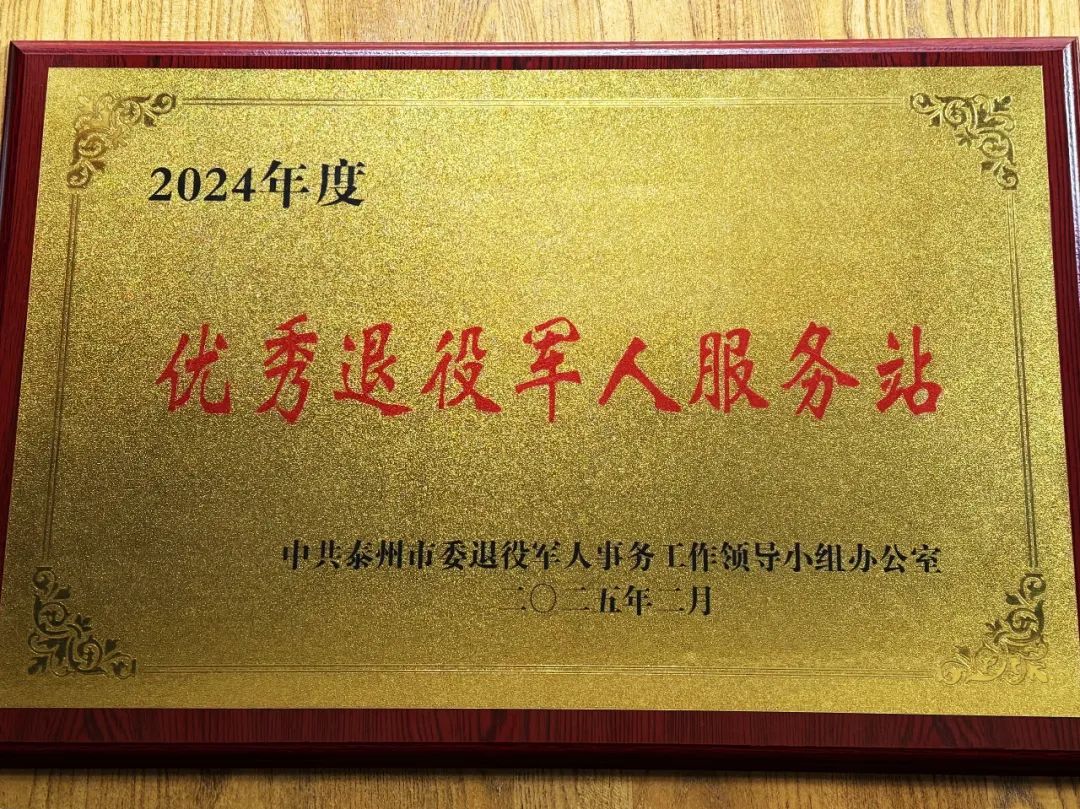 2024年度
优秀退役军人服务站
中共泰州市委退役军人事务工作领导小组办公室
二〇二五年二月